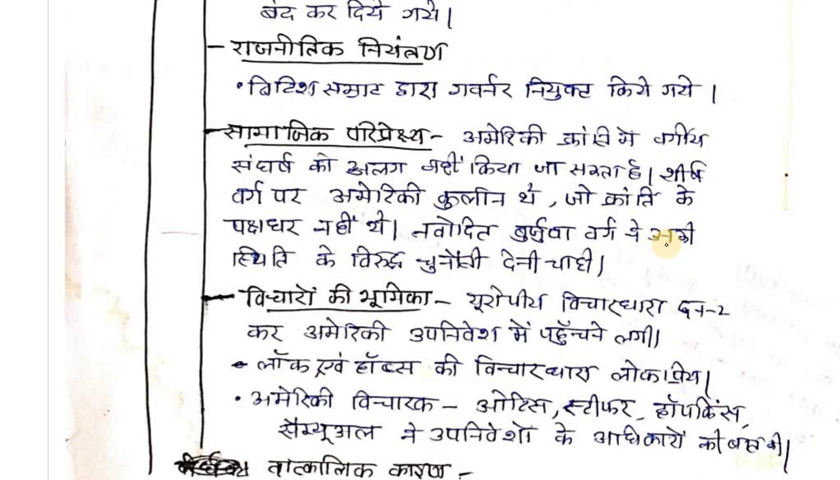 बंद कर दिये गये।
- राजनीतिक नियंत्रण
• ब्रिटिश सम्राट द्वारा गवर्नर नियुक्त किये गये ।
- सामाजिक परिप्रेक्ष्य - अमेरिकी क्रांति में वर्गीय
संघर्ष को अलग नहीं किया जा सकता है। शीर्ष
वर्ग पर अमेरिकी कुलीन थे, जो क्रांति के
पक्षधर नहीं थे। नवोदित बुर्जुवा वर्ग ने
स्थिति के विरुद्ध चुनौती देनी चाही।
- विचारों की भूमिका - यूरोपीय विचारधारा छन-2
कर अमेरिकी उपनिवेश में पहुँचने लगी।
• लॉक एवं हॉब्स की विचारधारा लोकप्रिय।
• अमेरिकी विचारक - ओटिस, स्टीफर, हॉपकिंस,
सैम्यूअल ने उपनिवेशों के अधिकारों की
तात्कालिक कारण -